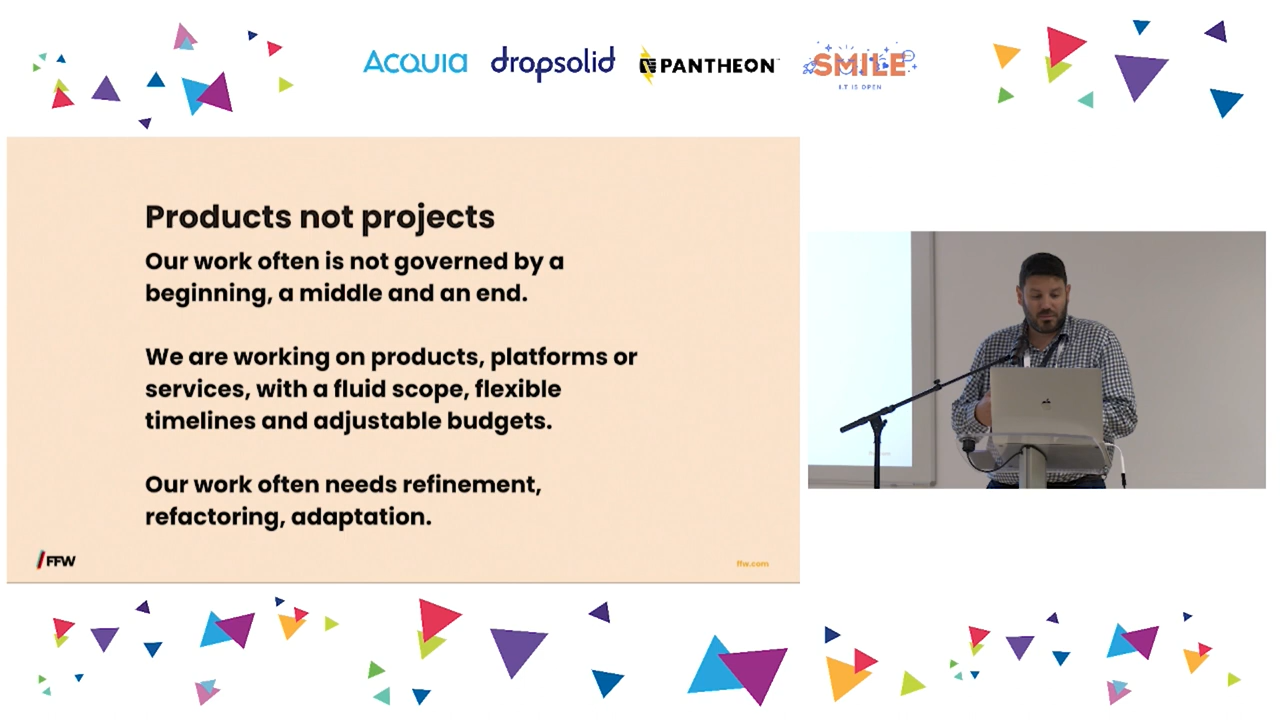 ACQUIA
dropsolid
PANTHEON
SMILE
I.T IS OPEN
Products not projects
Our work often is not governed by a
beginning, a middle and an end.
We are working on products, platforms or
services, with a fluid scope, flexible
timelines and adjustable budgets.
Our work often needs refinement,
refactoring, adaptation.
FFW
ffw.com